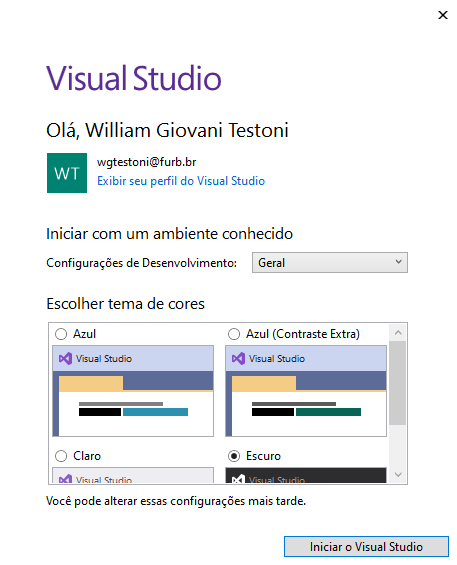 Visual Studio
Olá, William Giovani Testoni
WT
wgtestoni@furb.br
Exibir seu perfil do Visual Studio
Iniciar com um ambiente conhecido
Configurações de Desenvolvimento: Geral
Escolher tema de cores
Azul Azul (Contraste Extra)
Visual Studio Visual Studio
Claro Escuro
Visual Studio Visual Studio
Você pode alterar essas configurações mais tarde.
Iniciar o Visual Studio